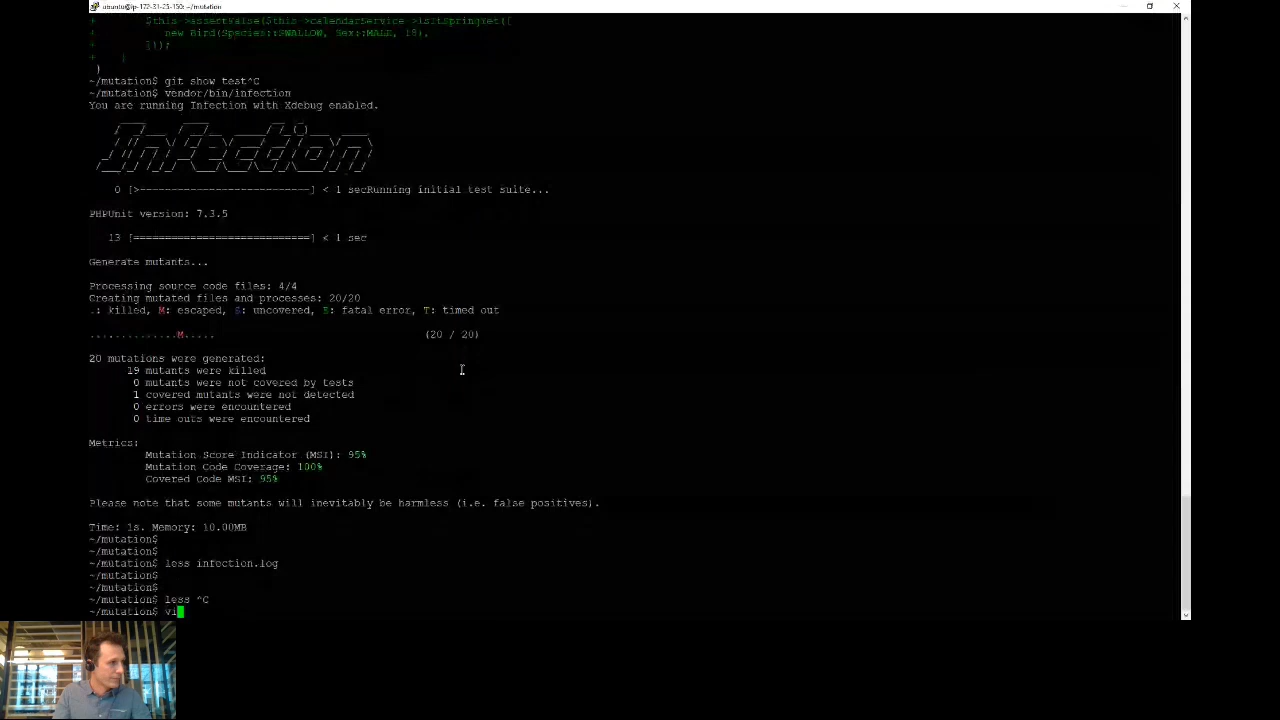 ubuntu@ip-172-31-25-150: ~/mutation
+        $this->assertFalse($this->calendarService->isItSpringYet([
+            new Bird(Species::SWALLOW, Sex::MALE, 18),
+        ]));
+    }
 }
~/mutation$ git show test^C
~/mutation$ vendor/bin/infection
You are running Infection with Xdebug enabled.
Infection
    0 [>---------------------------] < 1 secRunning initial test suite...
PHPUnit version: 7.3.5
   13 [============================] < 1 sec
Generate mutants...
Processing source code files: 4/4
Creating mutated files and processes: 20/20
.: killed, M: escaped, S: uncovered, E: fatal error, T: timed out
..............M.....                                  (20 / 20)
20 mutations were generated:
      19 mutants were killed
       0 mutants were not covered by tests
       1 covered mutants were not detected
       0 errors were encountered
       0 time outs were encountered
Metrics:
         Mutation Score Indicator (MSI): 95%
         Mutation Code Coverage: 100%
         Covered Code MSI: 95%
Please note that some mutants will inevitably be harmless (i.e. false positives).
Time: 1s. Memory: 10.00MB
~/mutation$
~/mutation$
~/mutation$ less infection.log
~/mutation$
~/mutation$
~/mutation$ less ^C
~/mutation$ vi